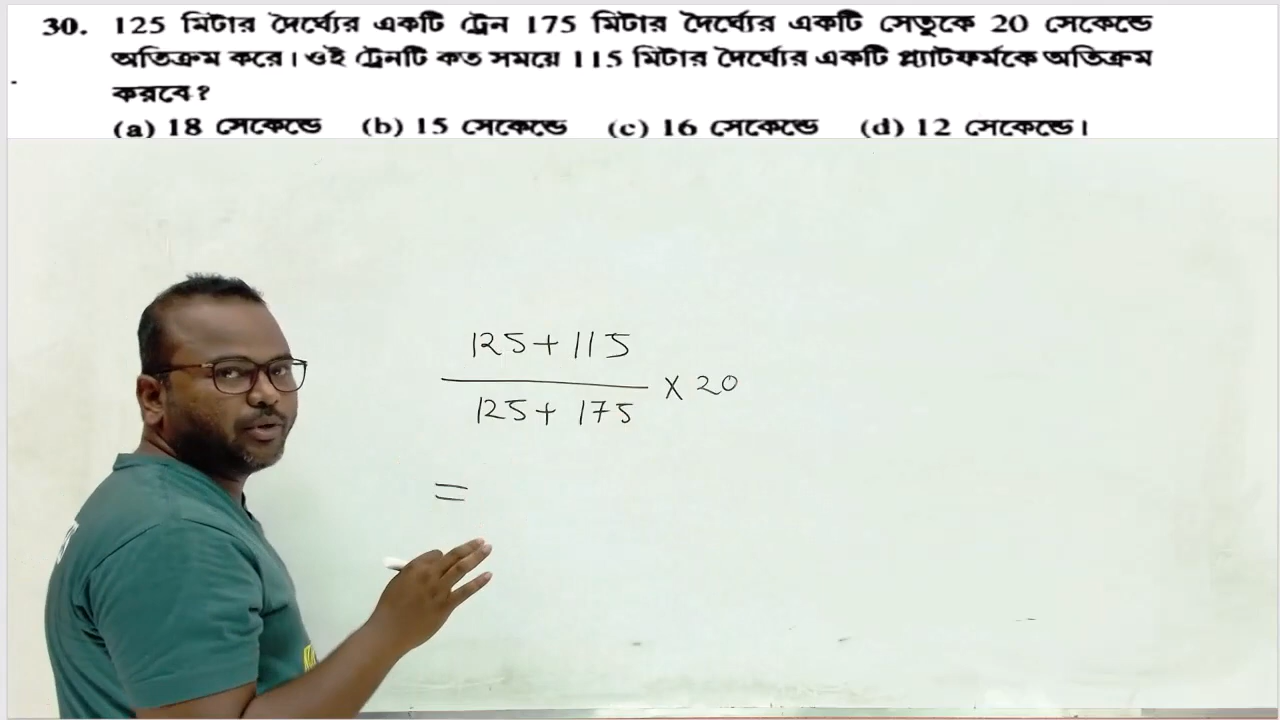 30. 125 মিটার দৈর্ঘ্যের একটি ট্রেন 175 মিটার দৈর্ঘ্যের একটি সেতুকে 20 সেকেন্ডে
অতিক্রম করে। ওই ট্রেনটি কত সময়ে 115 মিটার দৈর্ঘ্যের একটি প্ল্যাটফর্মকে অতিক্রম
করবে?
(a) 18 সেকেন্ডে (b) 15 সেকেন্ডে (c) 16 সেকেন্ডে (d) 12 সেকেন্ডে।
125+115
× 20
125+ 175
=